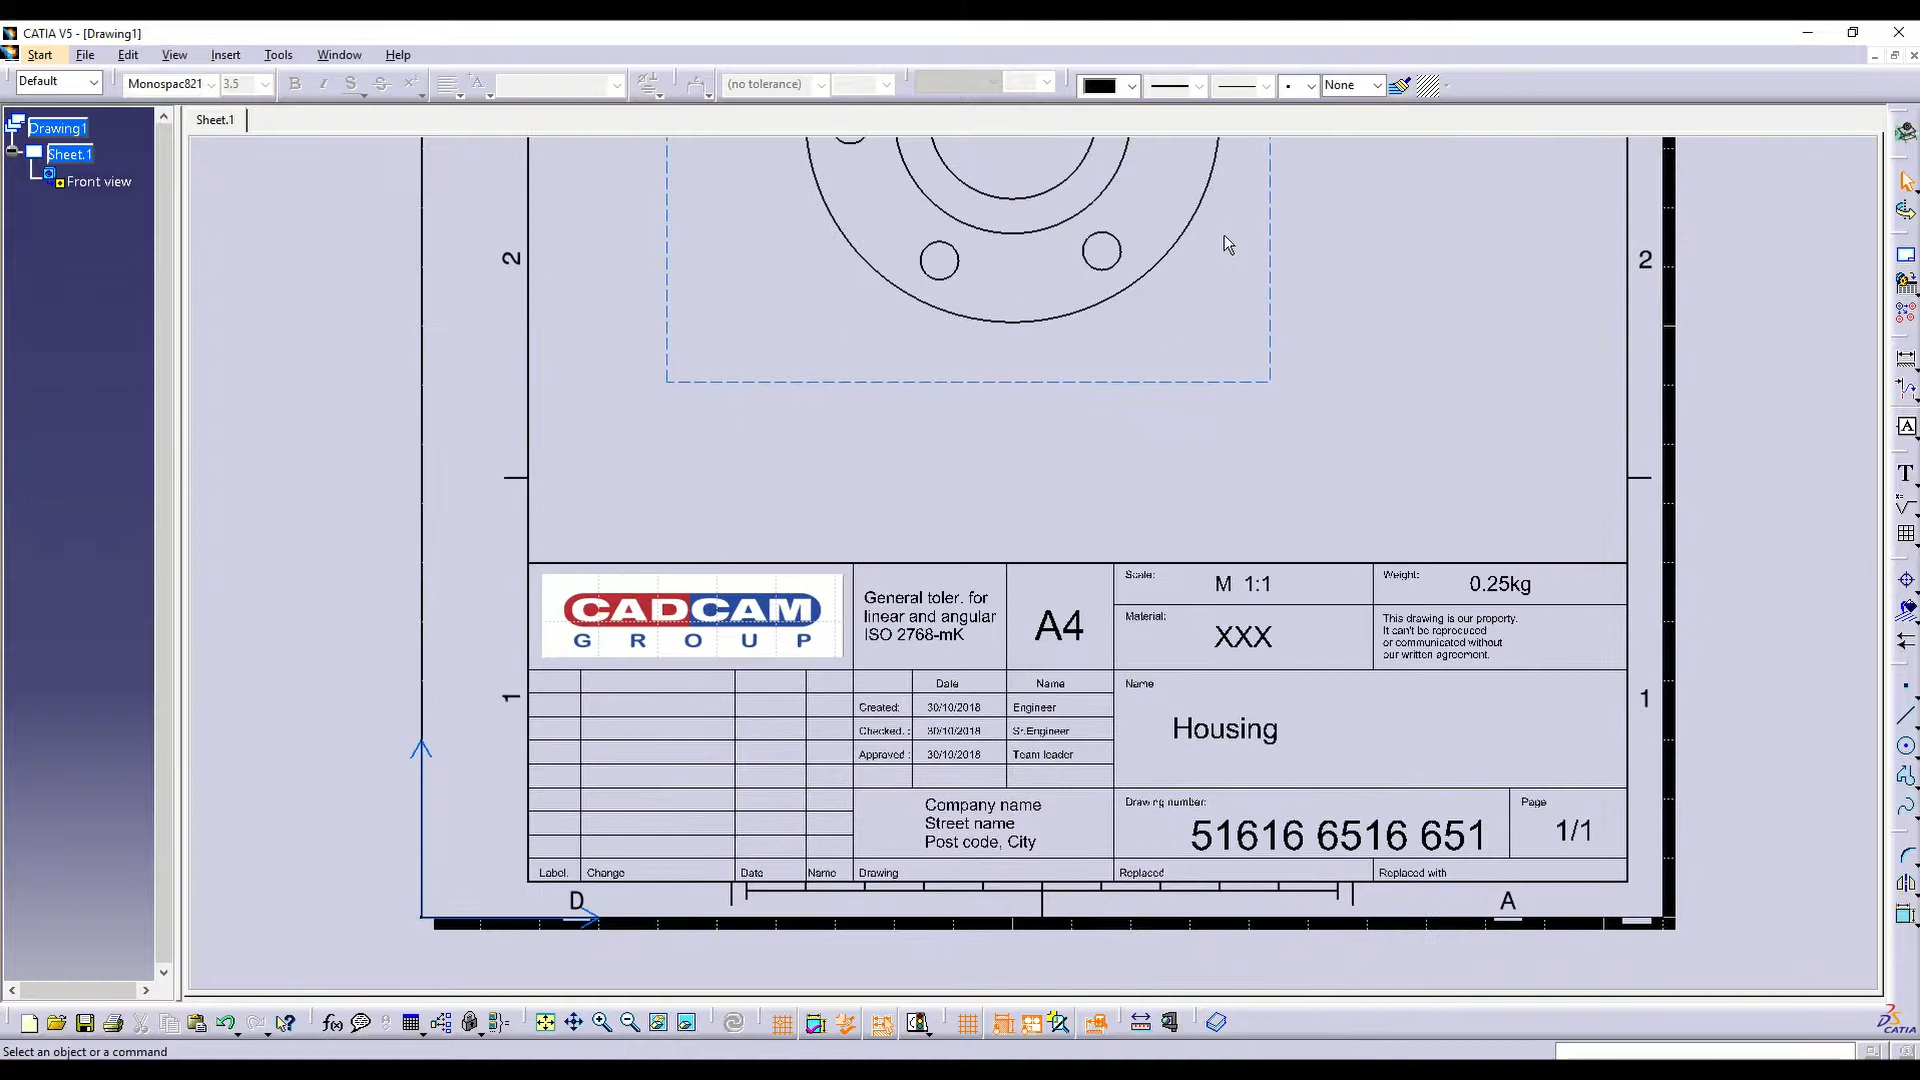 CATIA V5 - [Drawing1]
Start File Edit View Insert Tools Window Help
Default Monospac821 3.5 B I S (no tolerance) None
Sheet.1
Drawing1
Sheet.1
Front view
2
2
CADCAM
GROUP
General toler. for
linear and angular
ISO 2768-mK
A4
Scale:
M 1:1
Weight:
0.25kg
Material:
XXX
This drawing is our property.
It can't be reproduced
or communicated without
our written agreement.
1
1
Date Name
Created: 30/10/2018 Engineer
Checked. : 30/10/2018 Sr.Engineer
Approved : 30/10/2018 Team leader
Name
Housing
Company name
Street name
Post code, City
Drawing number:
51616 6516 651
Page
1/1
Label. Change Date Name Drawing Replaced Replaced with
D
A
CATIA
Select an object or a command